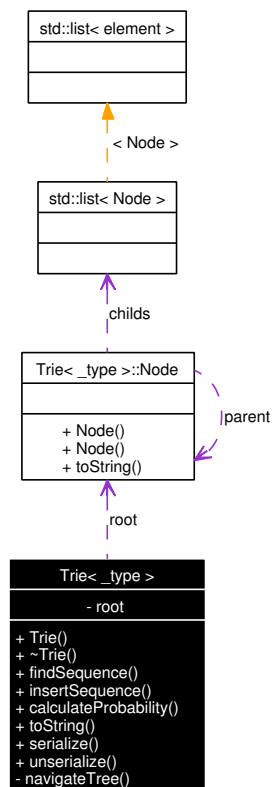 std::list< element >
< Node >
std::list< Node >
childs
Trie< _type >::Node
+ Node()
+ Node()
+ toString()
parent
root
Trie< _type >
- root
+ Trie()
+ ~Trie()
+ findSequence()
+ insertSequence()
+ calculateProbability()
+ toString()
+ serialize()
+ unserialize()
- navigateTree()